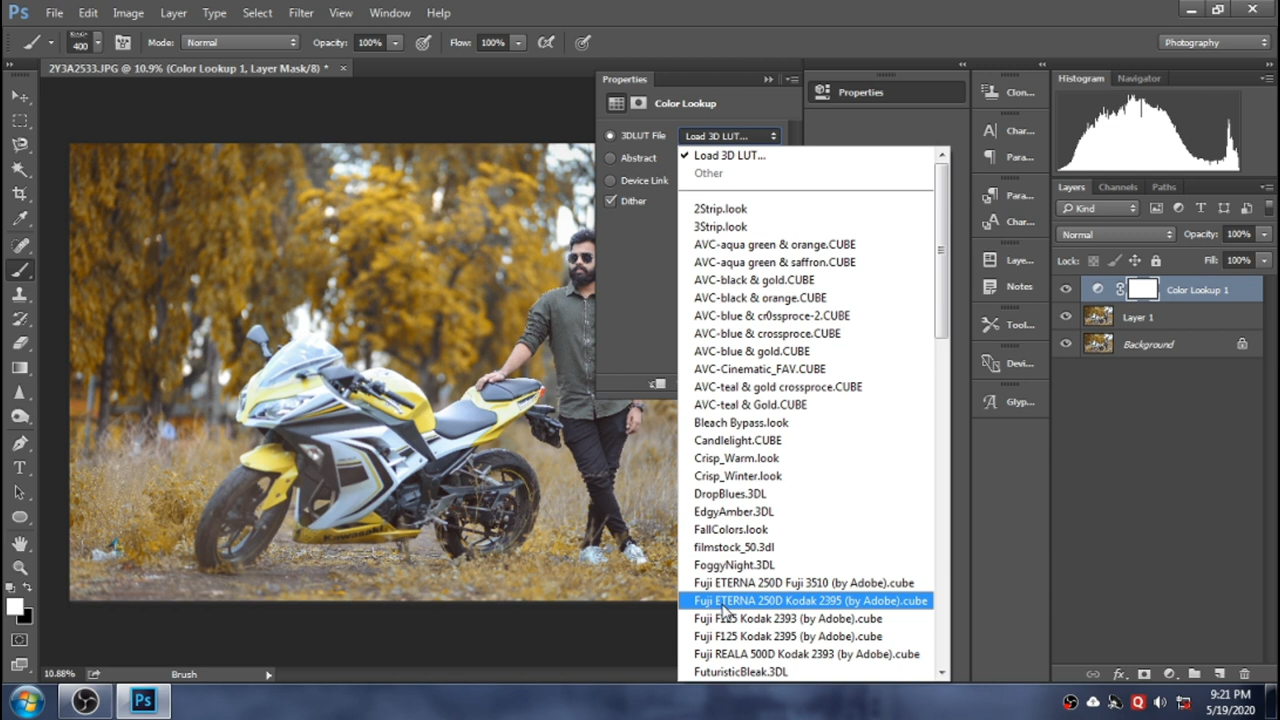 Ps File Edit Image Layer Type Select Filter View Window Help
400 Mode: Normal Opacity: 100% Flow: 100% Photography
2Y3A2533.JPG @ 10.9% (Color Lookup 1, Layer Mask/8) *
Properties
Color Lookup
3DLUT File Load 3D LUT...
Abstract
Device Link
Dither
Load 3D LUT...
Other
2Strip.look
3Strip.look
AVC-aqua green & orange.CUBE
AVC-aqua green & saffron.CUBE
AVC-black & gold.CUBE
AVC-black & orange.CUBE
AVC-blue & cr0ssproce-2.CUBE
AVC-blue & crossproce.CUBE
AVC-blue & gold.CUBE
AVC-Cinematic_FAV.CUBE
AVC-teal & gold crossproce.CUBE
AVC-teal & Gold.CUBE
Bleach Bypass.look
Candlelight.CUBE
Crisp_Warm.look
Crisp_Winter.look
DropBlues.3DL
EdgyAmber.3DL
FallColors.look
filmstock_50.3dl
FoggyNight.3DL
Fuji ETERNA 250D Fuji 3510 (by Adobe).cube
Fuji ETERNA 250D Kodak 2395 (by Adobe).cube
Fuji F125 Kodak 2393 (by Adobe).cube
Fuji F125 Kodak 2395 (by Adobe).cube
Fuji REALA 500D Kodak 2393 (by Adobe).cube
FuturisticBleak.3DL
Properties
Clon...
Char...
Para...
Para...
Char...
Laye...
Notes
Tool...
Devi...
Glyp...
Histogram Navigator
Layers Channels Paths
Kind
Normal Opacity: 100%
Lock: Fill: 100%
Color Lookup 1
Layer 1
Background
Kawasaki
10.88% Brush
Ps
9:21 PM
5/19/2020